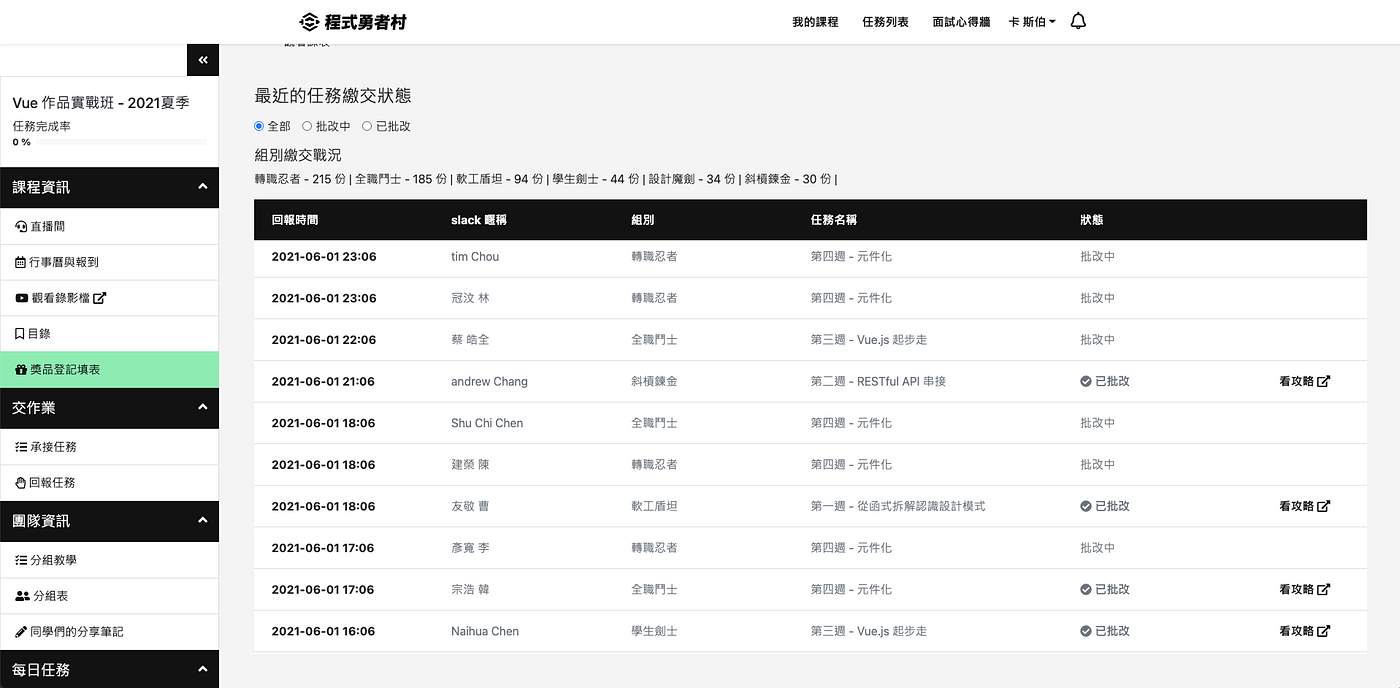 程式勇者村
我的課程 任務列表 面試心得牆 卡 斯伯
觀看課表
«
Vue 作品實戰班 - 2021夏季
任務完成率
0 %
課程資訊
直播間
行事曆與報到
觀看錄影檔
目錄
獎品登記填表
交作業
承接任務
回報任務
團隊資訊
分組教學
分組表
同學們的分享筆記
每日任務
最近的任務繳交狀態
全部 批改中 已批改
組別繳交戰況
轉職忍者 - 215 份 | 全職鬥士 - 185 份 | 軟工盾坦 - 94 份 | 學生劍士 - 44 份 | 設計魔劍 - 34 份 | 斜槓鍊金 - 30 份 |
回報時間 slack 暱稱 組別 任務名稱 狀態
2021-06-01 23:06 tim Chou 轉職忍者 第四週 - 元件化 批改中
2021-06-01 23:06 冠汶 林 轉職忍者 第四週 - 元件化 批改中
2021-06-01 22:06 蔡 皓全 全職鬥士 第三週 - Vue.js 起步走 批改中
2021-06-01 21:06 andrew Chang 斜槓鍊金 第二週 - RESTful API 串接 已批改 看攻略
2021-06-01 18:06 Shu Chi Chen 全職鬥士 第四週 - 元件化 批改中
2021-06-01 18:06 建榮 陳 轉職忍者 第四週 - 元件化 批改中
2021-06-01 18:06 友敬 曹 軟工盾坦 第一週 - 從函式拆解認識設計模式 已批改 看攻略
2021-06-01 17:06 彥寬 李 轉職忍者 第四週 - 元件化 批改中
2021-06-01 17:06 宗浩 韓 全職鬥士 第四週 - 元件化 已批改 看攻略
2021-06-01 16:06 Naihua Chen 學生劍士 第三週 - Vue.js 起步走 已批改 看攻略